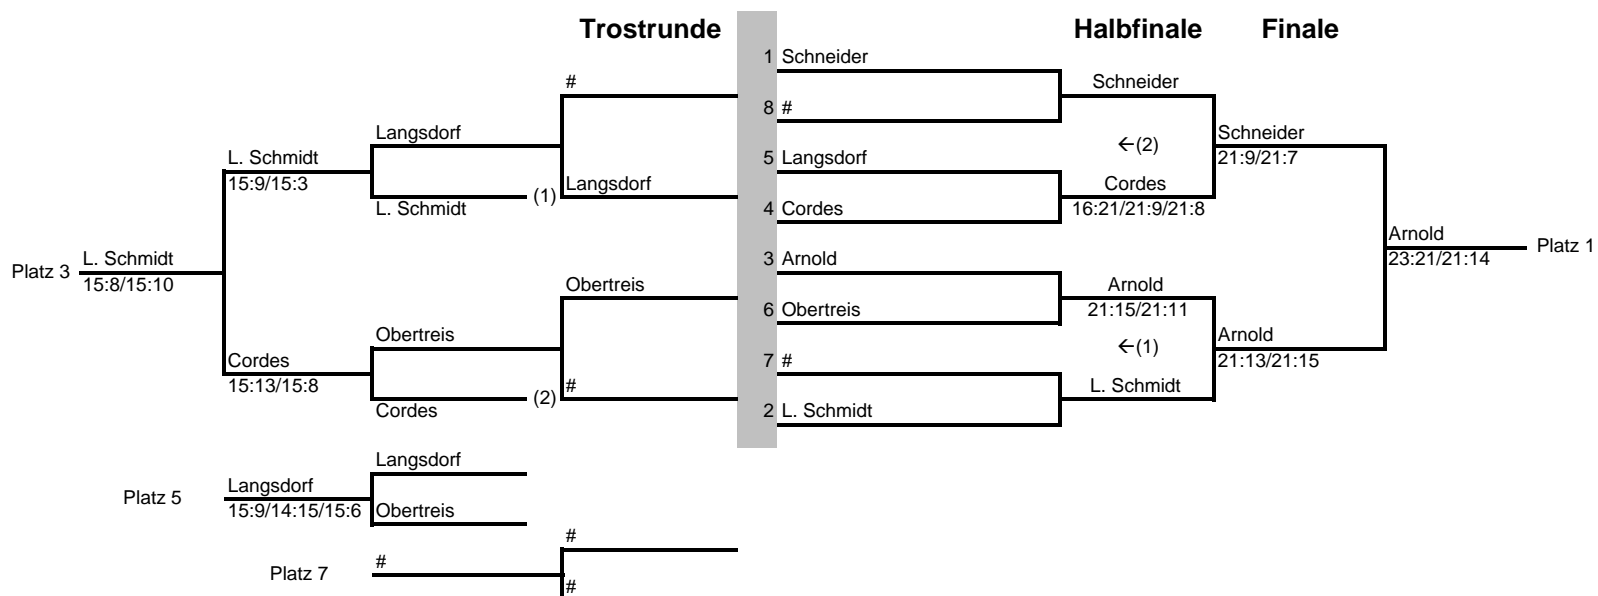 Trostrunde Halbfinale Finale
1 Schneider
# Schneider
8 #
Langsdorf ←(2) Schneider
L. Schmidt 5 Langsdorf 21:9/21:7
15:9/15:3 (1) Langsdorf Cordes
L. Schmidt 4 Cordes 16:21/21:9/21:8
Arnold
L. Schmidt 3 Arnold 23:21/21:14 Platz 1
Platz 3 15:8/15:10 Obertreis Arnold
6 Obertreis 21:15/21:11
Obertreis ←(1) Arnold
Cordes 7 # 21:13/21:15
15:13/15:8 (2) # L. Schmidt
Cordes 2 L. Schmidt
Langsdorf
Platz 5 Langsdorf
15:9/14:15/15:6 Obertreis
#
Platz 7 #
#